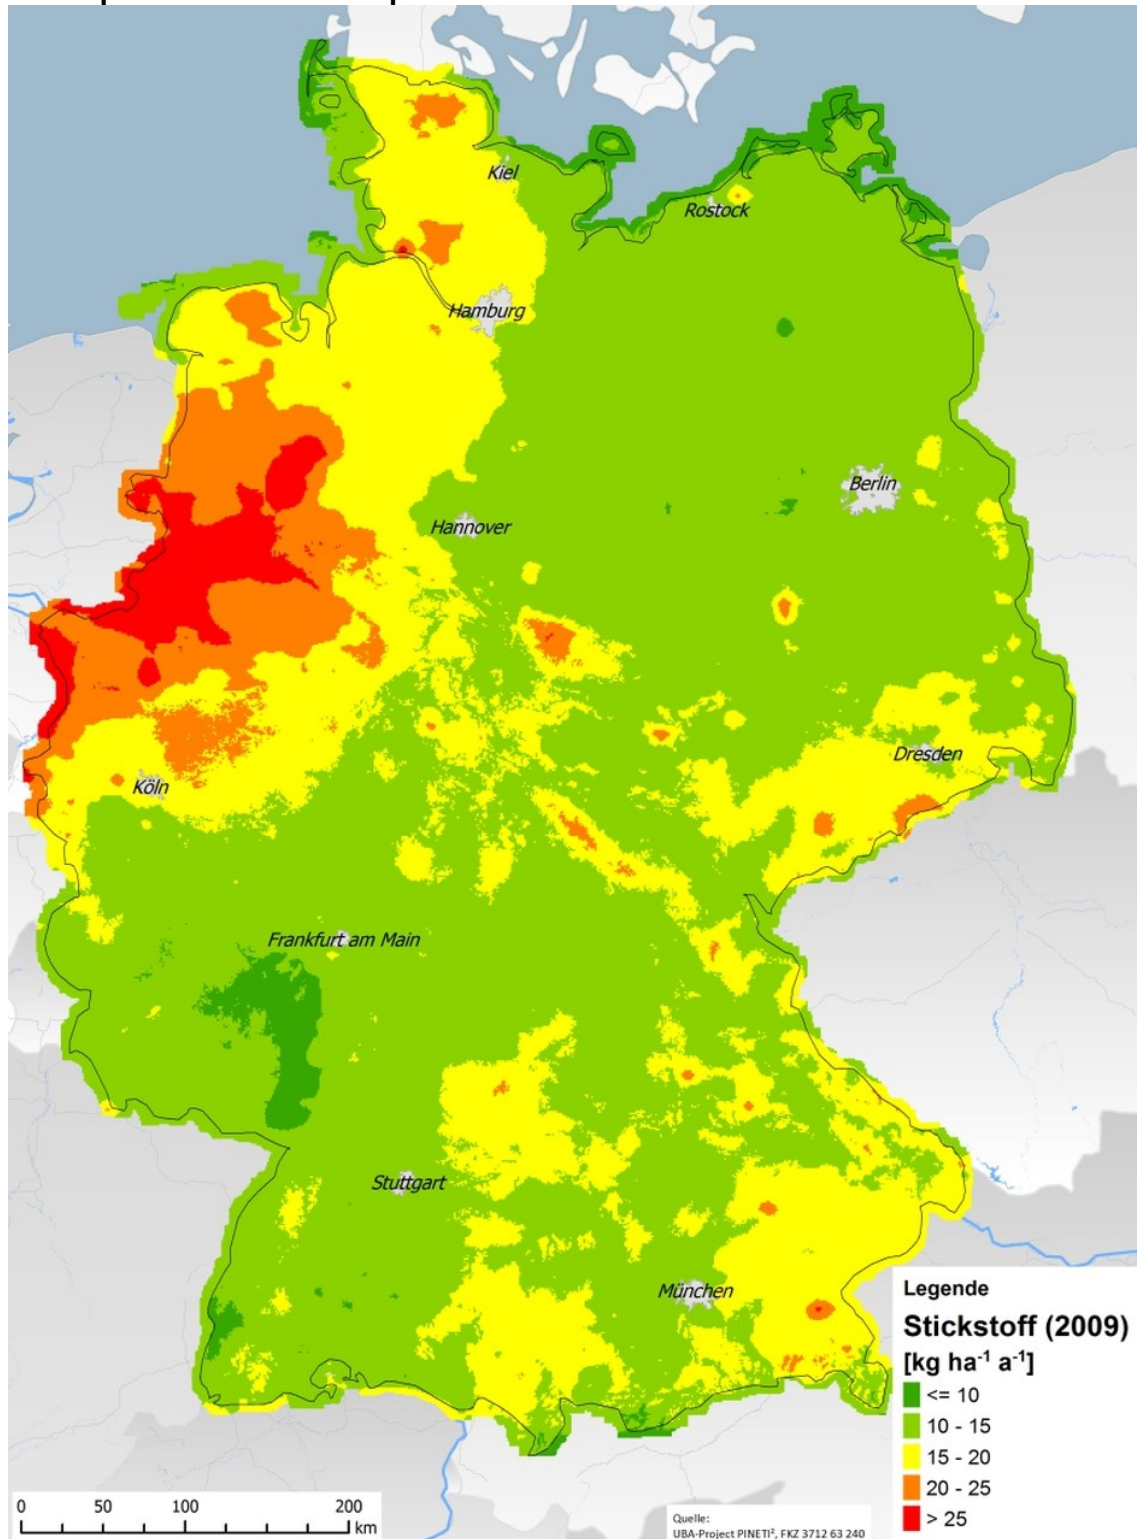 Kiel
Rostock
Hamburg
Berlin
Hannover
Dresden
Köln
Frankfurt am Main
Stuttgart
München
Legende
Stickstoff (2009)
[kg ha⁻¹ a⁻¹]
<= 10
10 - 15
15 - 20
20 - 25
> 25
0 50 100 200
km
Quelle:
UBA-Project PINETI², FKZ 3712 63 240